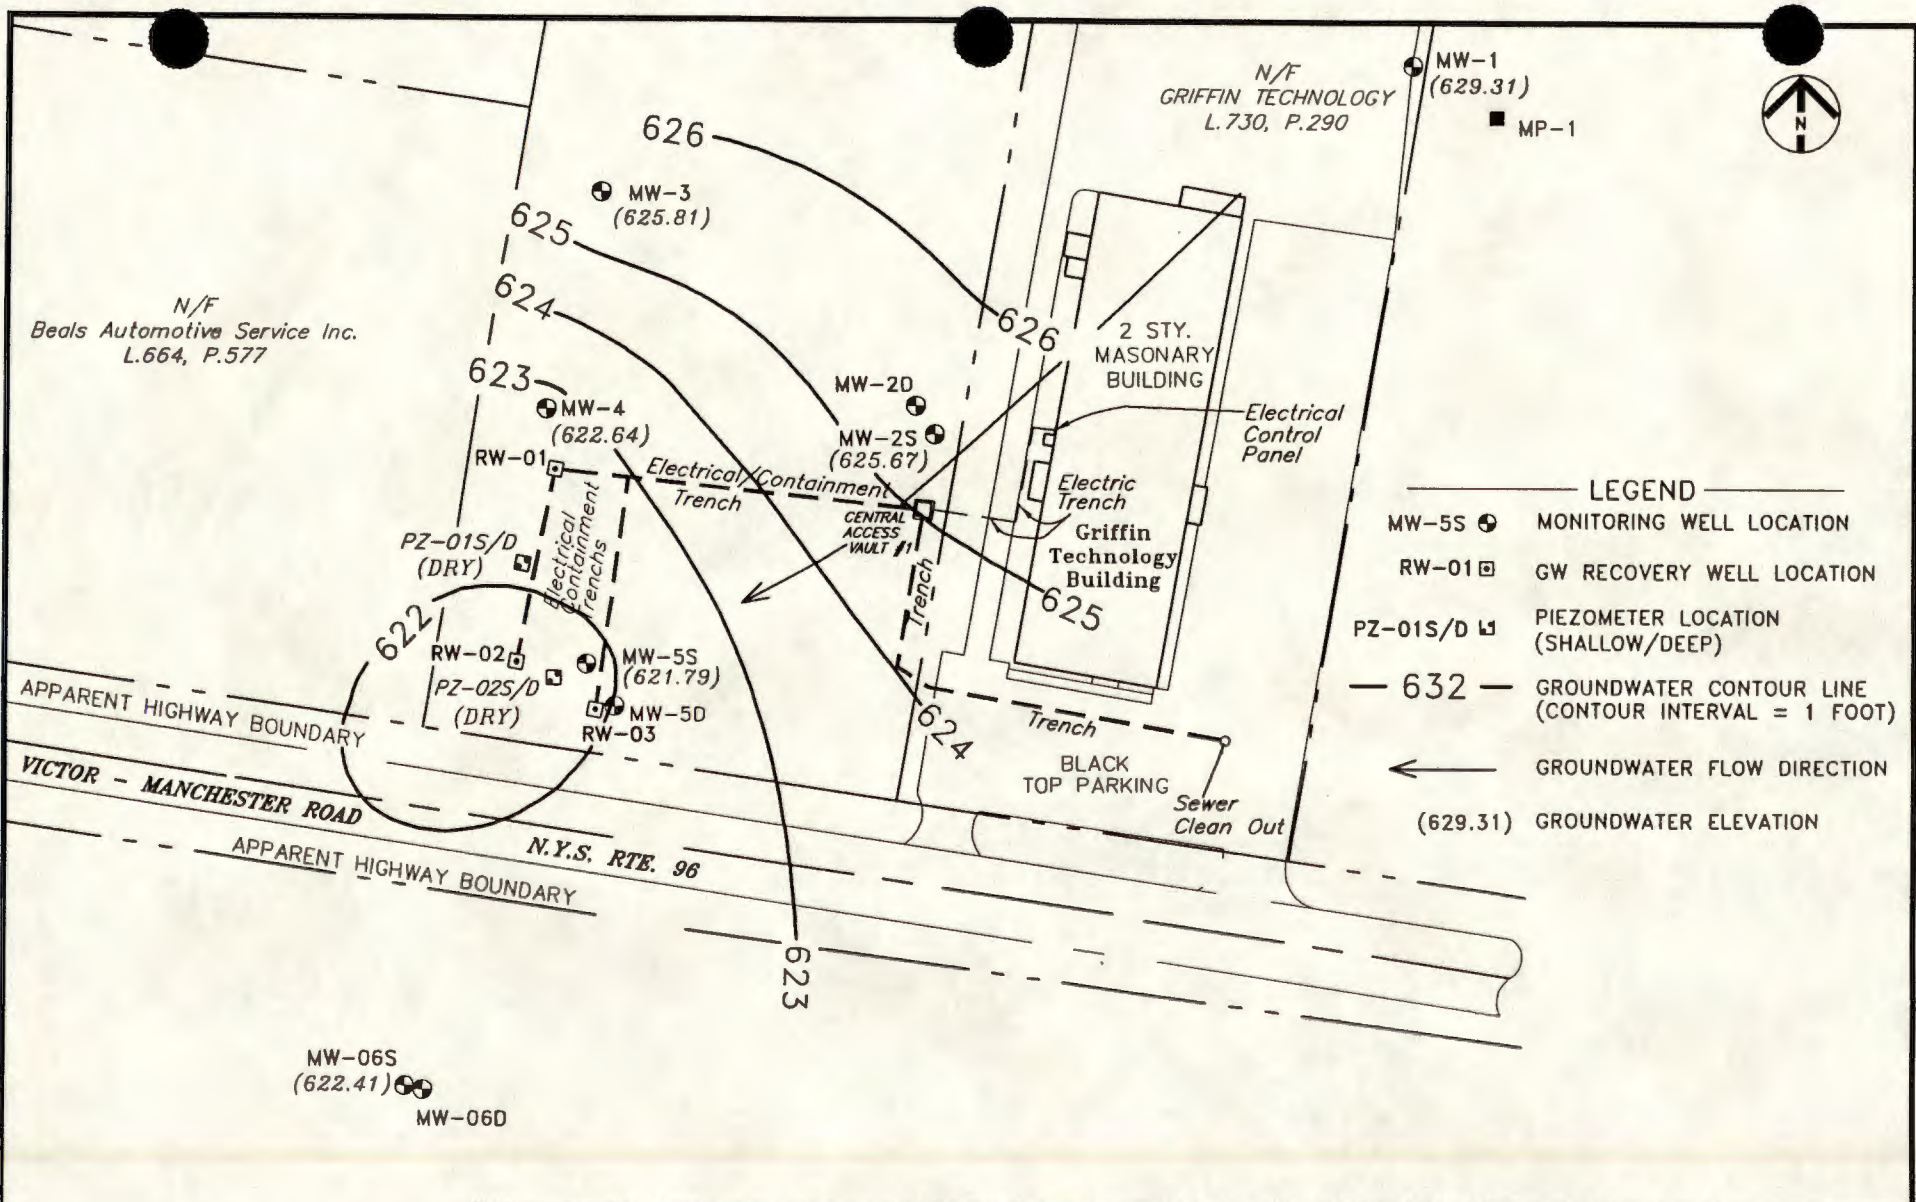 N/F
GRIFFIN TECHNOLOGY
L.730, P.290
MW-1
(629.31)
MP-1
N
626
MW-3
(625.81)
625
624
623
626
N/F
Beals Automotive Service Inc.
L.664, P.577
2 STY.
MASONARY
BUILDING
MW-2D
MW-2S
(625.67)
MW-4
(622.64)
RW-01
Electrical/Containment
Trench
CENTRAL
ACCESS
VAULT #1
Electrical
Control
Panel
Electric
Trench
Griffin
Technology
Building
PZ-01S/D
(DRY)
Electrical
Containment
Trenchs
Trench
625
622
RW-02
PZ-02S/D
(DRY)
MW-5S
(621.79)
MW-5D
RW-03
624
Trench
BLACK
TOP PARKING
Sewer
Clean Out
APPARENT HIGHWAY BOUNDARY
VICTOR - MANCHESTER ROAD
N.Y.S. RTE. 96
APPARENT HIGHWAY BOUNDARY
623
MW-06S
(622.41)
MW-06D
LEGEND
MW-5S MONITORING WELL LOCATION
RW-01 GW RECOVERY WELL LOCATION
PZ-01S/D PIEZOMETER LOCATION
(SHALLOW/DEEP)
632 GROUNDWATER CONTOUR LINE
(CONTOUR INTERVAL = 1 FOOT)
GROUNDWATER FLOW DIRECTION
(629.31) GROUNDWATER ELEVATION